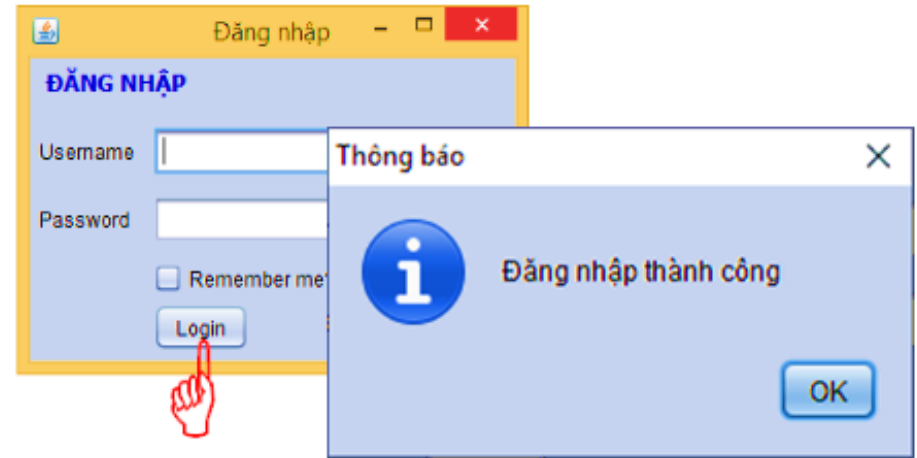 Đăng nhập
ĐĂNG NHẬP
Username
Password
Remember me
Login
Thông báo
Đăng nhập thành công
OK